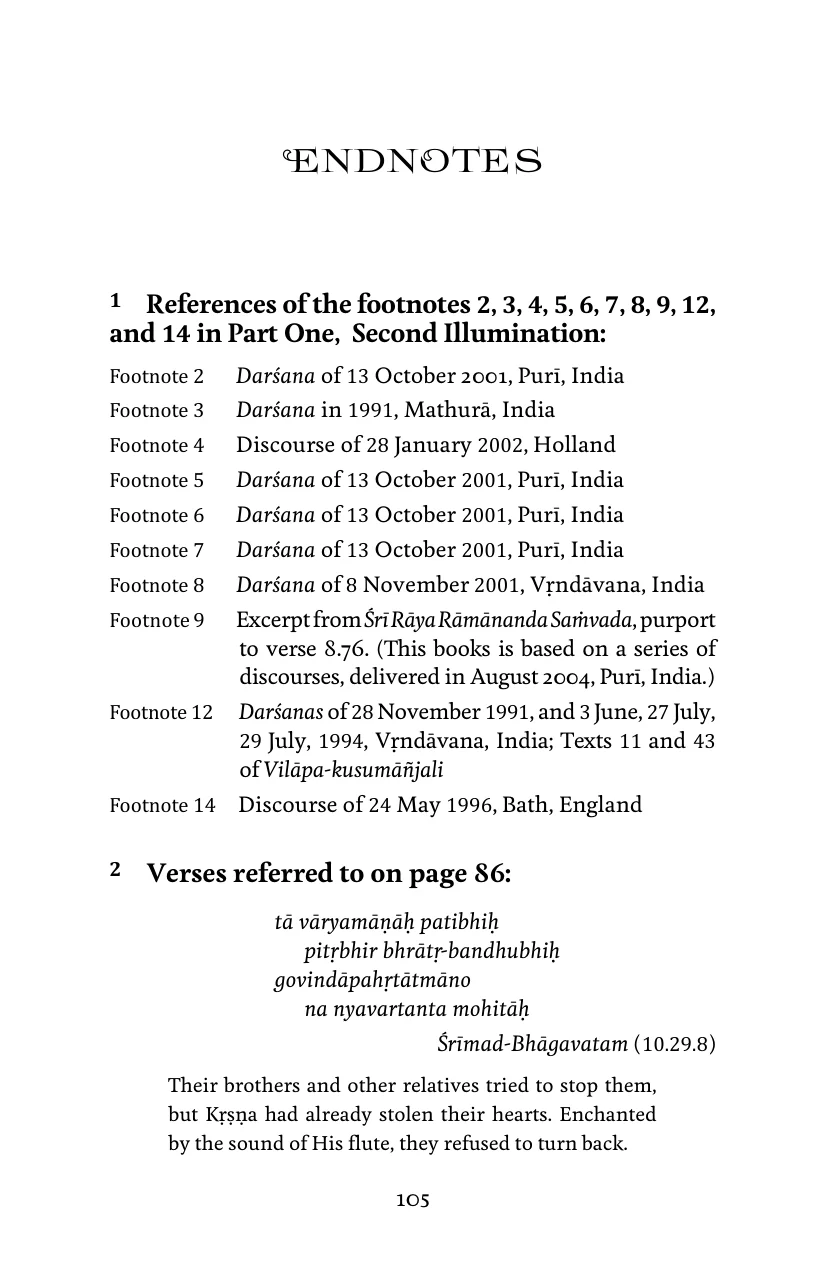 ENDNOTES
1 References of the footnotes 2, 3, 4, 5, 6, 7, 8, 9, 12,
and 14 in Part One, Second Illumination:
Footnote 2 Darśana of 13 October 2001, Purī, India
Footnote 3 Darśana in 1991, Mathurā, India
Footnote 4 Discourse of 28 January 2002, Holland
Footnote 5 Darśana of 13 October 2001, Purī, India
Footnote 6 Darśana of 13 October 2001, Purī, India
Footnote 7 Darśana of 13 October 2001, Purī, India
Footnote 8 Darśana of 8 November 2001, Vṛndāvana, India
Footnote 9 Excerpt from Śrī Rāya Rāmānanda Saṁvada, purport
to verse 8.76. (This books is based on a series of
discourses, delivered in August 2004, Purī, India.)
Footnote 12 Darśanas of 28 November 1991, and 3 June, 27 July,
29 July, 1994, Vṛndāvana, India; Texts 11 and 43
of Vilāpa-kusumāñjali
Footnote 14 Discourse of 24 May 1996, Bath, England
2 Verses referred to on page 86:
tā vāryamāṇāḥ patibhiḥ
pitṛbhir bhrātṛ-bandhubhiḥ
govindāpahṛtātmāno
na nyavartanta mohitāḥ
Śrīmad-Bhāgavatam (10.29.8)
Their brothers and other relatives tried to stop them,
but Kṛṣṇa had already stolen their hearts. Enchanted
by the sound of His flute, they refused to turn back.
105